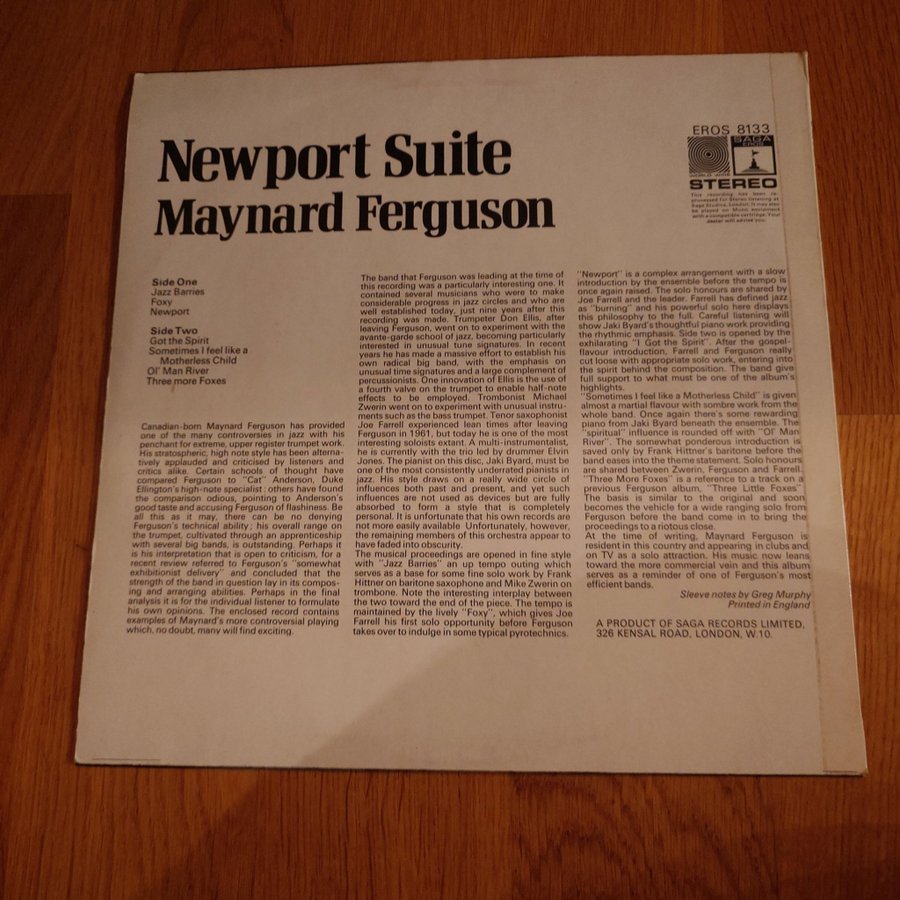 Newport Suite
Maynard Ferguson
EROS 8133
SAGA
EROS
WORLD WIDE
STEREO
This recording has been re-
processed for Stereo listening at
Saga Studios, London. It may also
be played on Mono equipment
with a compatible cartridge. Your
dealer will advise you.
Side One
Jazz Barries
Foxy
Newport
Side Two
Got the Spirit
Sometimes I feel like a
Motherless Child
Ol' Man River
Three more Foxes
Canadian-born Maynard Ferguson has provided
one of the many controversies in jazz with his
penchant for extreme, upper register trumpet work.
His stratospheric, high note style has been alterna-
tively applauded and criticised by listeners and
critics alike. Certain schools of thought have
compared Ferguson to "Cat" Anderson, Duke
Ellington's high-note specialist : others have found
the comparison odious, pointing to Anderson's
good taste and accusing Ferguson of flashiness. Be
all this as it may, there can be no denying
Ferguson's technical ability ; his overall range on
the trumpet, cultivated through an apprenticeship
with several big bands, is outstanding. Perhaps it
is his interpretation that is open to criticism, for a
recent review referred to Ferguson's "somewhat
exhibitionist delivery" and concluded that the
strength of the band in question lay in its compos-
ing and arranging abilities. Perhaps in the final
analysis it is for the individual listener to formulate
his own opinions. The enclosed record contains
examples of Maynard's more controversial playing
which, no doubt, many will find exciting.
The band that Ferguson was leading at the time of
this recording was a particularly interesting one. It
contained several musicians who were to make
considerable progress in jazz circles and who are
well established today, just nine years after this
recording was made. Trumpeter Don Ellis, after
leaving Ferguson, went on to experiment with the
avante-garde school of jazz, becoming particularly
interested in unusual tune signatures. In recent
years he has made a massive effort to establish his
own radical big band, with the emphasis on
unusual time signatures and a large complement of
percussionists. One innovation of Ellis is the use of
a fourth valve on the trumpet to enable half-note
effects to be employed. Trombonist Michael
Zwerin went on to experiment with unusual instru-
ments such as the bass trumpet. Tenor saxophonist
Joe Farrell experienced lean times after leaving
Ferguson in 1961, but today he is one of the most
interesting soloists extant. A multi-instrumentalist,
he is currently with the trio led by drummer Elvin
Jones. The pianist on this disc, Jaki Byard, must be
one of the most consistently underrated pianists in
jazz. His style draws on a really wide circle of
influences both past and present, and yet such
influences are not used as devices but are fully
absorbed to form a style that is completely
personal. It is unfortunate that his own records are
not more easily available Unfortunately, however,
the remaining members of this orchestra appear to
have faded into obscurity.
The musical proceedings are opened in fine style
with "Jazz Barries" an up tempo outing which
serves as a base for some fine solo work by Frank
Hittner on baritone saxophone and Mike Zwerin on
trombone. Note the interesting interplay between
the two toward the end of the piece. The tempo is
maintained by the lively "Foxy", which gives Joe
Farrell his first solo opportunity before Ferguson
takes over to indulge in some typical pyrotechnics.
"Newport" is a complex arrangement with a slow
introduction by the ensemble before the tempo is
once again raised. The solo honours are shared by
Joe Farrell and the leader. Farrell has defined jazz
as "burning" and his powerful solo here displays
this philosophy to the full. Careful listening will
show Jaki Byard's thoughtful piano work providing
the rhythmic emphasis. Side two is opened by the
exhilarating "I Got the Spirit". After the gospel-
flavour introduction, Farrell and Ferguson really
cut loose with appropriate solo work, entering into
the spirit behind the composition. The band give
full support to what must be one of the album's
highlights.
"Sometimes I feel like a Motherless Child" is given
almost a martial flavour with sombre work from the
whole band. Once again there's some rewarding
piano from Jaki Byard beneath the ensemble. The
"spiritual" influence is rounded off with "Ol' Man
River". The somewhat ponderous introduction is
saved only by Frank Hittner's baritone before the
band eases into the theme statement. Solo honours
are shared between Zwerin, Ferguson and Farrell.
"Three More Foxes" is a reference to a track on a
previous Ferguson album, "Three Little Foxes"
The basis is similar to the original and soon
becomes the vehicle for a wide ranging solo from
Ferguson before the band come in to bring the
proceedings to a riotous close.
At the time of writing, Maynard Ferguson is
resident in this country and appearing in clubs and
on TV as a solo attraction. His music now leans
toward the more commercial vein and this album
serves as a reminder of one of Ferguson's most
efficient bands.
Sleeve notes by Greg Murphy
Printed in England
A PRODUCT OF SAGA RECORDS LIMITED,
326 KENSAL ROAD, LONDON, W.10.